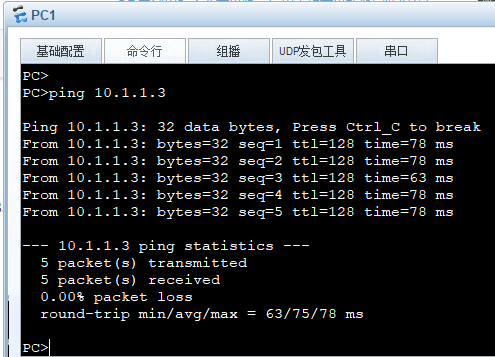 PC1
基础配置 命令行 组播 UDP发包工具 串口
PC>
PC>ping 10.1.1.3
Ping 10.1.1.3: 32 data bytes, Press Ctrl_C to break
From 10.1.1.3: bytes=32 seq=1 ttl=128 time=78 ms
From 10.1.1.3: bytes=32 seq=2 ttl=128 time=78 ms
From 10.1.1.3: bytes=32 seq=3 ttl=128 time=63 ms
From 10.1.1.3: bytes=32 seq=4 ttl=128 time=78 ms
From 10.1.1.3: bytes=32 seq=5 ttl=128 time=78 ms
--- 10.1.1.3 ping statistics ---
5 packet(s) transmitted
5 packet(s) received
0.00% packet loss
round-trip min/avg/max = 63/75/78 ms
PC>